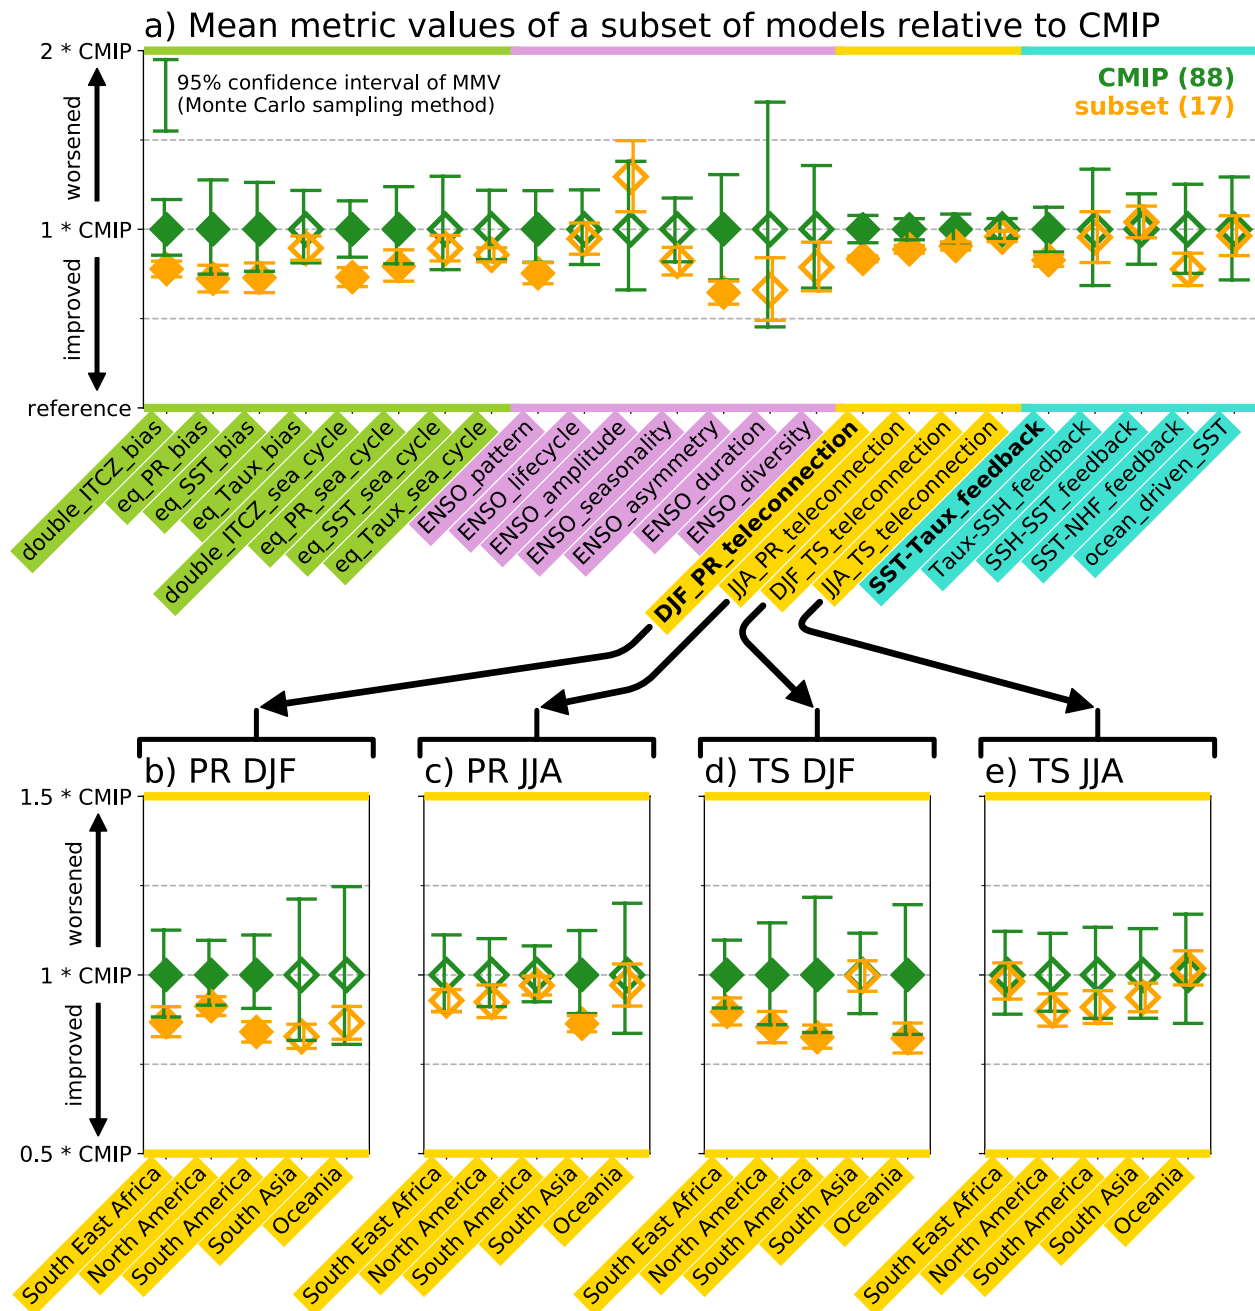 a) Mean metric values of a subset of models relative to CMIP
2 * CMIP
95% confidence interval of MMV
(Monte Carlo sampling method)
CMIP (88)
subset (17)
worsened
1 * CMIP
improved
reference
double_ITCZ_bias
eq_PR_bias
eq_SST_bias
eq_Taux_bias
double_ITCZ_sea_cycle
eq_PR_sea_cycle
eq_SST_sea_cycle
eq_Taux_sea_cycle
ENSO_pattern
ENSO_lifecycle
ENSO_amplitude
ENSO_seasonality
ENSO_asymmetry
ENSO_duration
ENSO_diversity
DJF_PR_teleconnection
JJA_PR_teleconnection
DJF_TS_teleconnection
JJA_TS_teleconnection
SST-Taux_feedback
Taux-SSH_feedback
SSH-SST_feedback
SST-NHF_feedback
ocean_driven_SST
b) PR DJF
c) PR JJA
d) TS DJF
e) TS JJA
1.5 * CMIP
worsened
1 * CMIP
improved
0.5 * CMIP
South East Africa
North America
South America
South Asia
Oceania
South East Africa
North America
South America
South Asia
Oceania
South East Africa
North America
South America
South Asia
Oceania
South East Africa
North America
South America
South Asia
Oceania